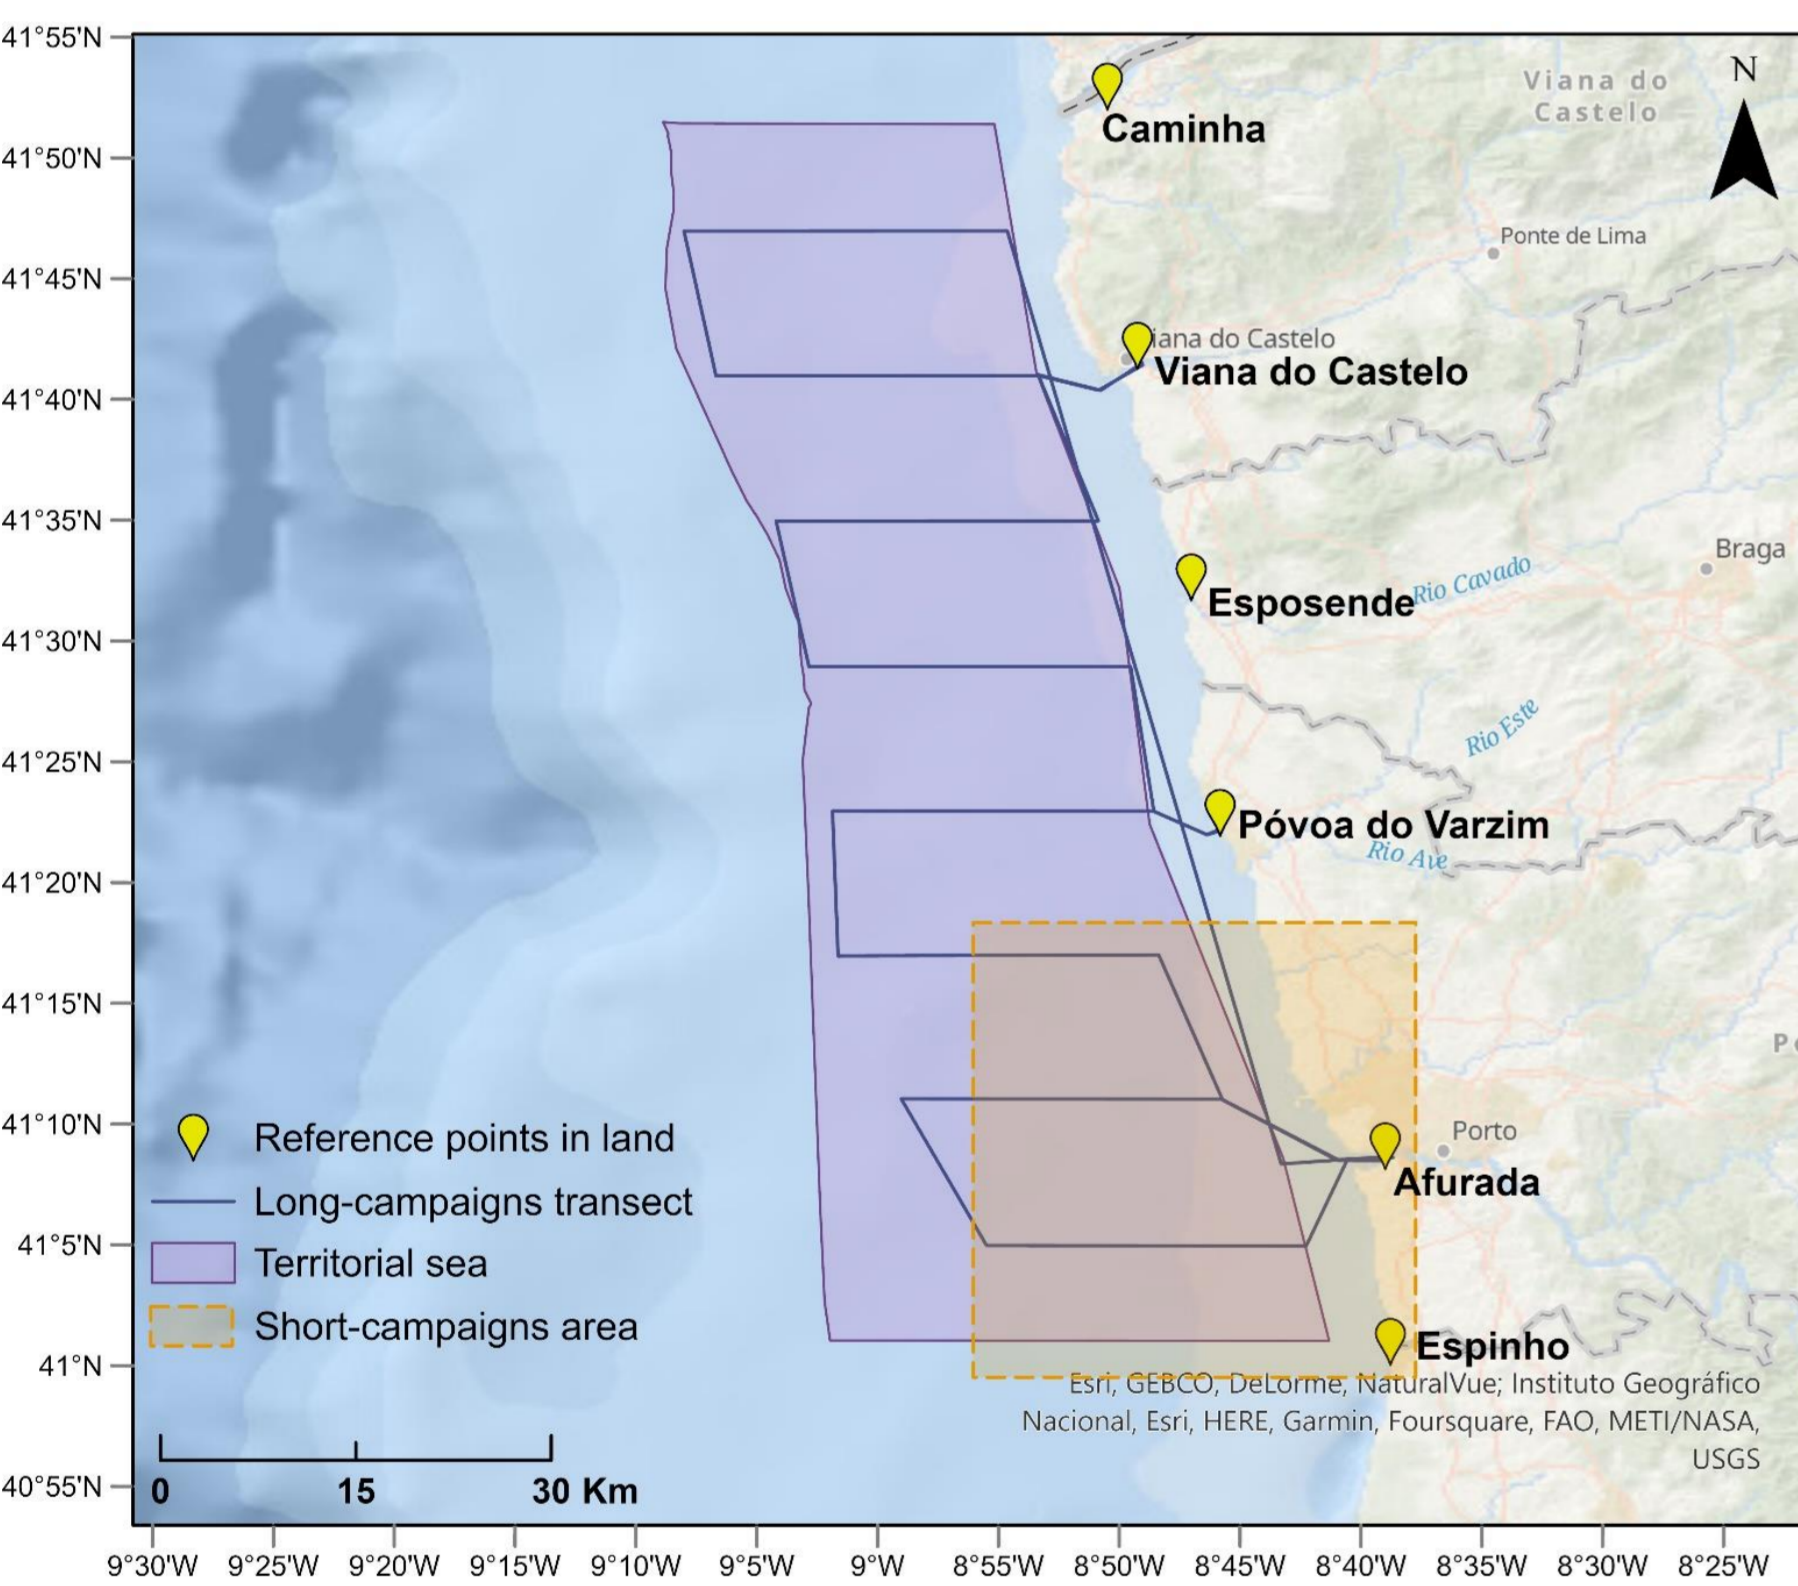 41°55'N
41°50'N
41°45'N
41°40'N
41°35'N
41°30'N
41°25'N
41°20'N
41°15'N
41°10'N
41°5'N
41°N
40°55'N
Viana do
Castelo
N
Caminha
Ponte de Lima
iana do Castelo
Viana do Castelo
Braga
Rio Cavado
Esposende
Rio Este
Póvoa do Varzim
Rio Ave
Porto
Afurada
Espinho
Reference points in land
Long-campaigns transect
Territorial sea
Short-campaigns area
Esri, GEBCO, DeLorme, NaturalVue; Instituto Geográfico
Nacional, Esri, HERE, Garmin, Foursquare, FAO, METI/NASA,
USGS
0 15 30 Km
9°30'W 9°25'W 9°20'W 9°15'W 9°10'W 9°5'W 9°W 8°55'W 8°50'W 8°45'W 8°40'W 8°35'W 8°30'W 8°25'W